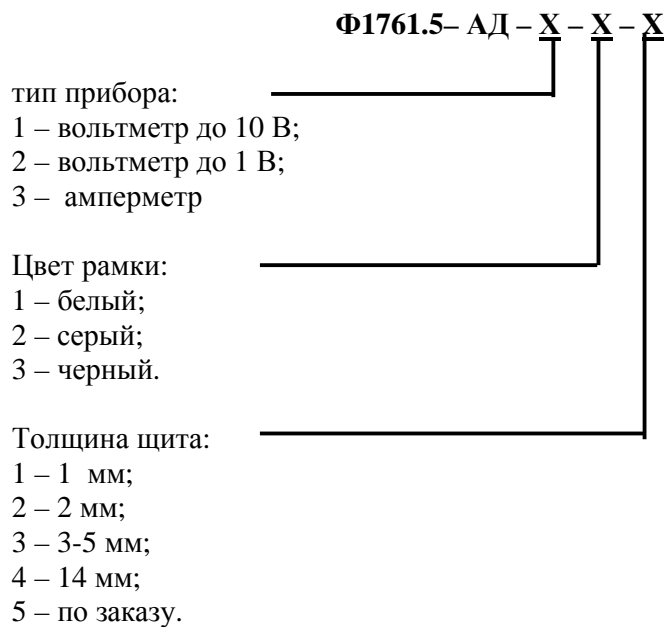 Ф1761.5– АД – Х – Х – Х
тип прибора:
1 – вольтметр до 10 В;
2 – вольтметр до 1 В;
3 – амперметр
Цвет рамки:
1 – белый;
2 – серый;
3 – черный.
Толщина щита:
1 – 1 мм;
2 – 2 мм;
3 – 3-5 мм;
4 – 14 мм;
5 – по заказу.